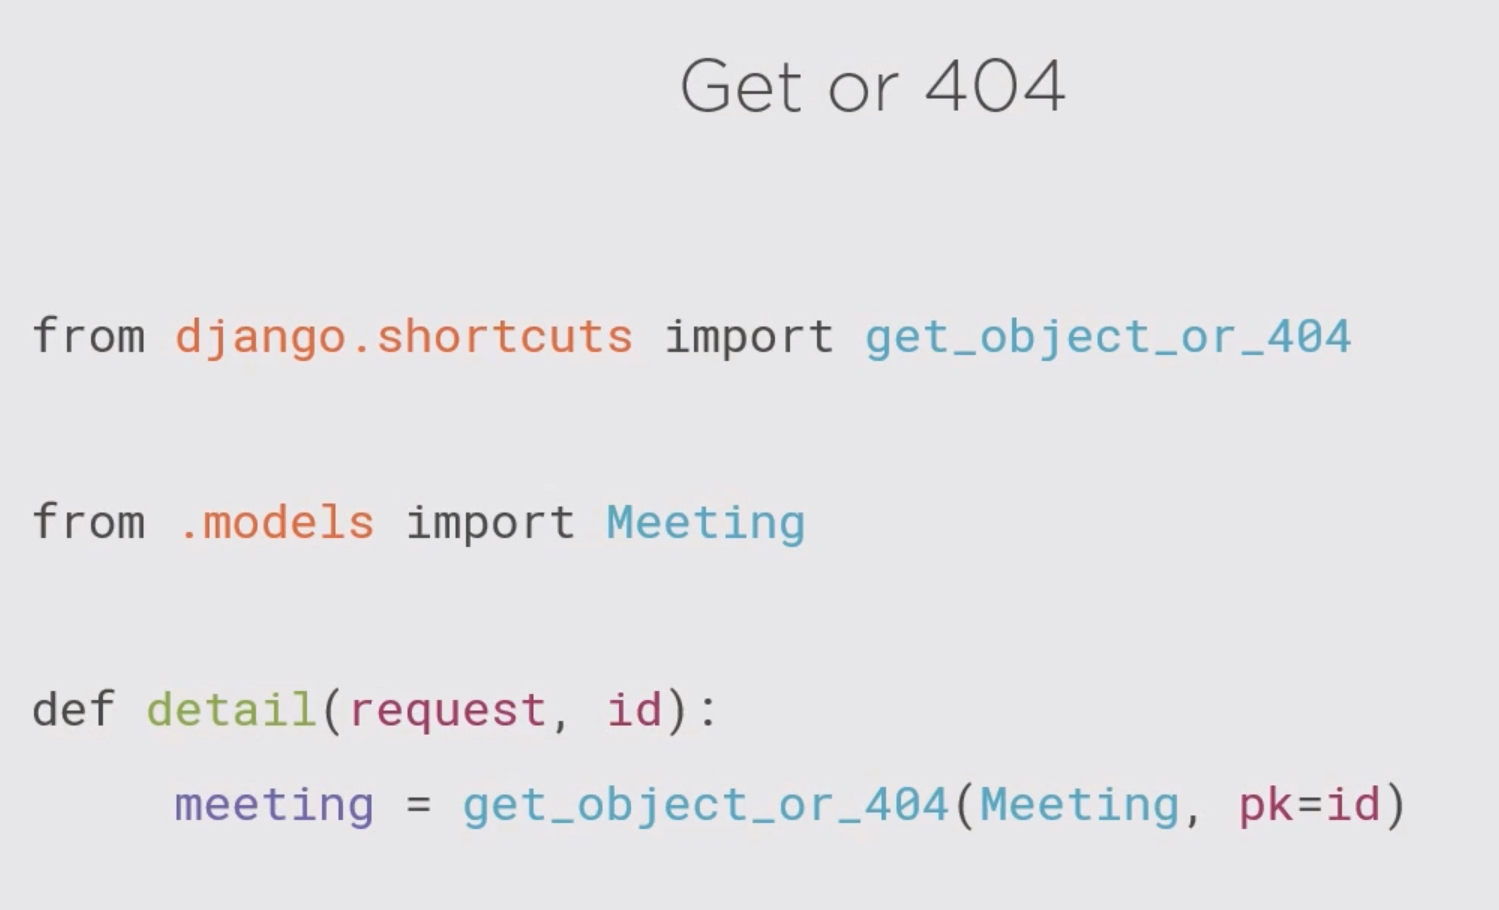 Get or 404
from django.shortcuts import get_object_or_404
from .models import Meeting
def detail(request, id):
    meeting = get_object_or_404(Meeting, pk=id)